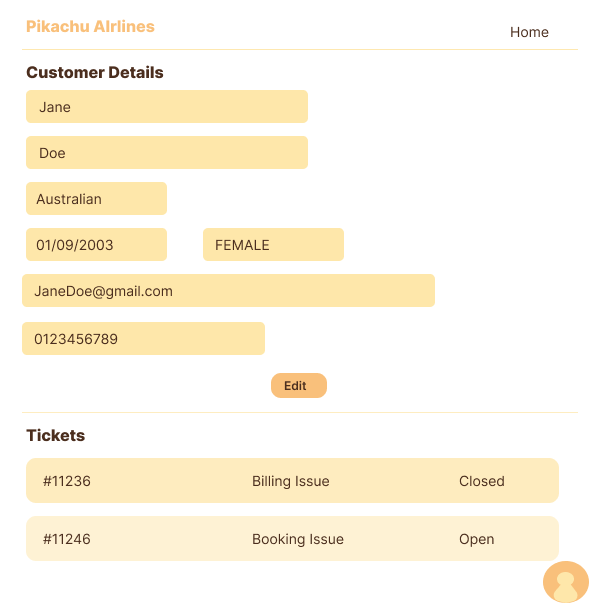 Pikachu AIrlines
Home
Customer Details
Jane
Doe
Australian
01/09/2003 FEMALE
JaneDoe@gmail.com
0123456789
Edit
Tickets
#11236 Billing Issue Closed
#11246 Booking Issue Open